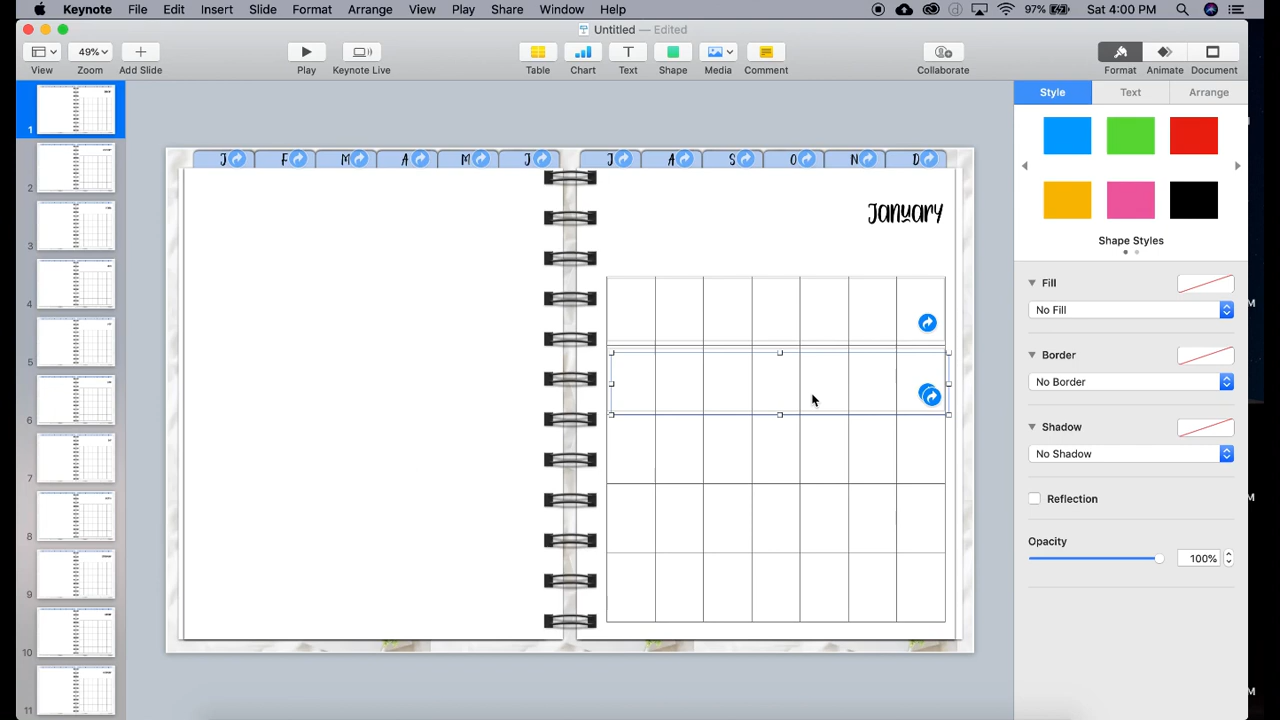 Keynote File Edit Insert Slide Format Arrange View Play Share Window Help 97% Sat 4:00 PM
Untitled — Edited
49%
View Zoom Add Slide Play Keynote Live Table Chart Text Shape Media Comment Collaborate Format Animate Document
Style Text Arrange
J F M A M J J A S O N D
January
Shape Styles
Fill
No Fill
Border
No Border
Shadow
No Shadow
Reflection
Opacity
100%
1
2
3
4
5
6
7
8
9
10
11